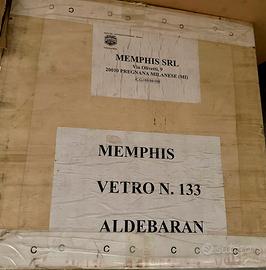 MEMPHIS SRL
Via Olivetti, 9
20010 PREGNANA MILANESE (MI)
MEMPHIS
VETRO N. 133
ALDEBARAN